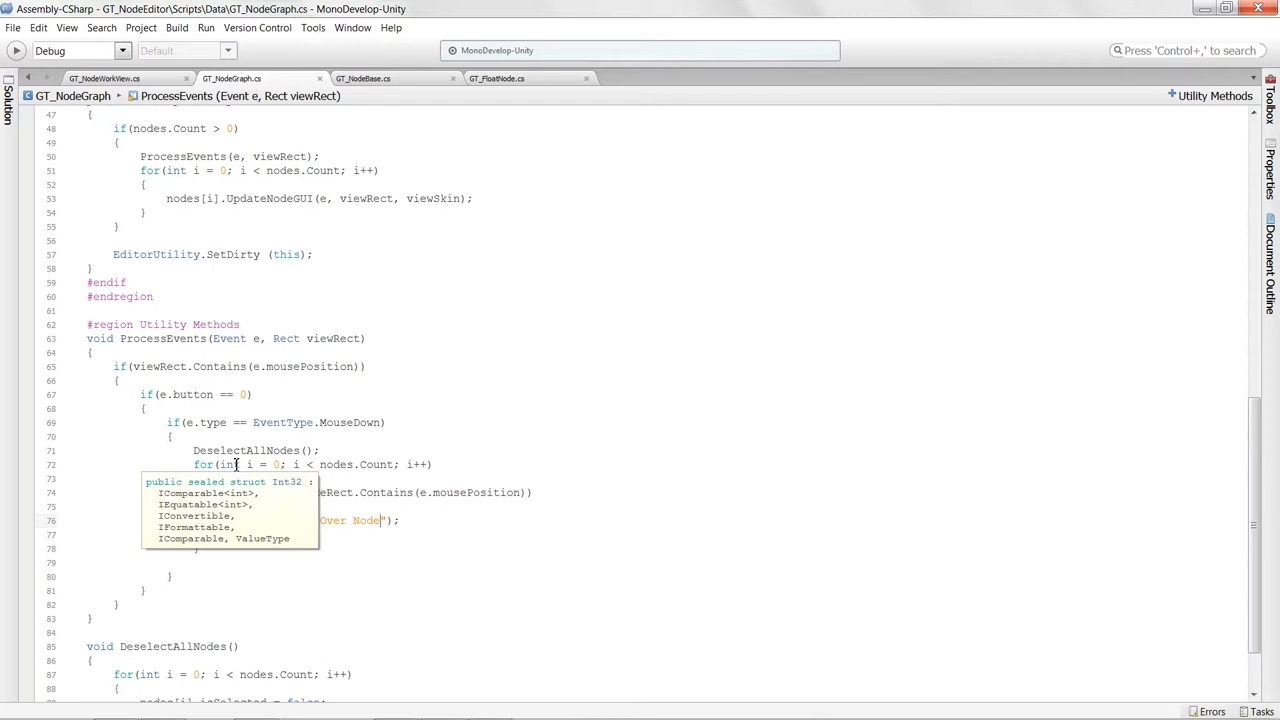 Assembly-CSharp - GT_NodeEditor\Scripts\Data\GT_NodeGraph.cs - MonoDevelop-Unity
File Edit View Search Project Build Run Version Control Tools Window Help
Debug Default MonoDevelop-Unity Press 'Control+,' to search
GT_NodeWorkView.cs GT_NodeGraph.cs GT_NodeBase.cs GT_FloatNode.cs
GT_NodeGraph ProcessEvents (Event e, Rect viewRect) Utility Methods
Solution
Toolbox
Properties
Document Outline
47 {
48 if(nodes.Count > 0)
49 {
50 ProcessEvents(e, viewRect);
51 for(int i = 0; i < nodes.Count; i++)
52 {
53 nodes[i].UpdateNodeGUI(e, viewRect, viewSkin);
54 }
55 }
56
57 EditorUtility.SetDirty (this);
58 }
59 #endif
60 #endregion
61
62 #region Utility Methods
63 void ProcessEvents(Event e, Rect viewRect)
64 {
65 if(viewRect.Contains(e.mousePosition))
66 {
67 if(e.button == 0)
68 {
69 if(e.type == EventType.MouseDown)
70 {
71 DeselectAllNodes();
72 for(int i = 0; i < nodes.Count; i++)
73
74 eRect.Contains(e.mousePosition))
75
76 Over Node");
77
78 }
79
80 }
81 }
82 }
83 }
84
85 void DeselectAllNodes()
86 {
87 for(int i = 0; i < nodes.Count; i++)
88 {
89 nodes[i].isSelected = false;
public sealed struct Int32 :
IComparable<int>,
IEquatable<int>,
IConvertible,
IFormattable,
IComparable, ValueType
Errors Tasks